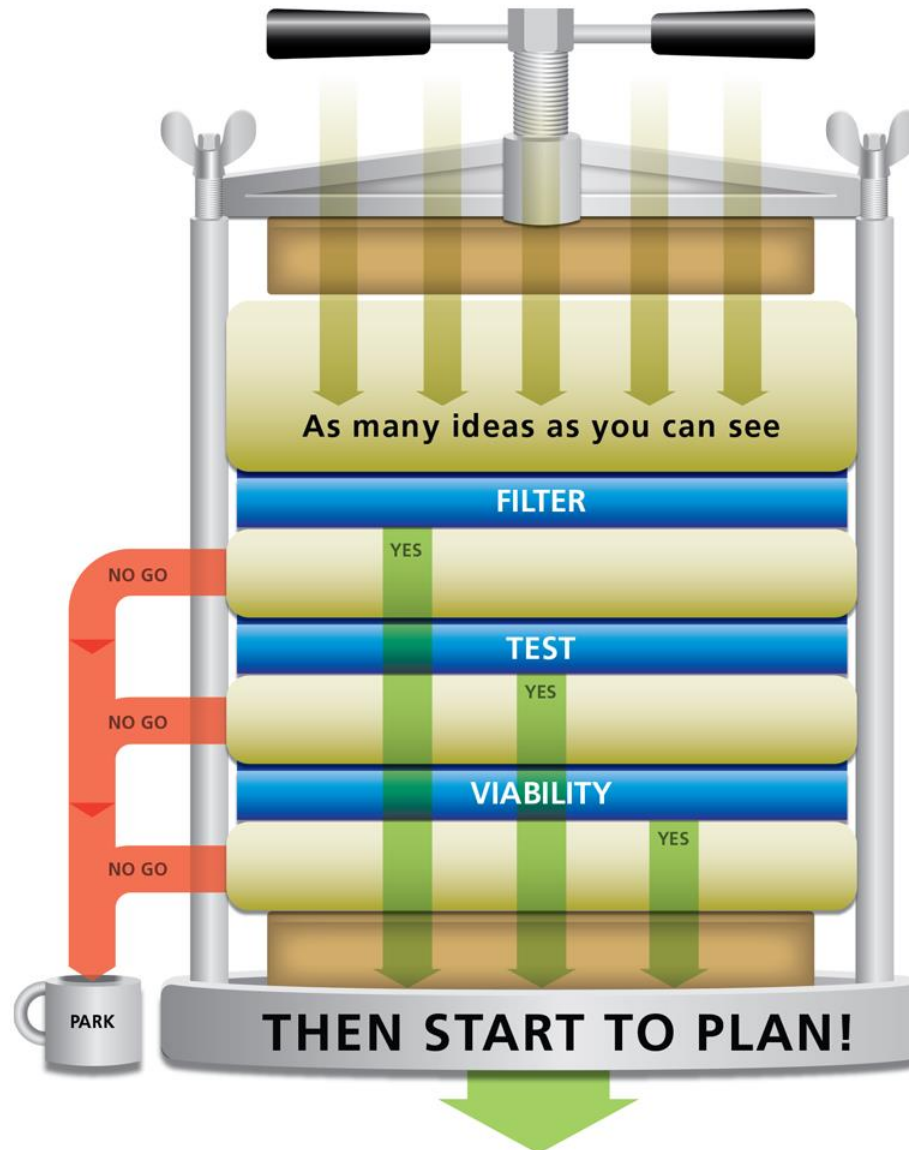 As many ideas as you can see
FILTER
YES
NO GO
TEST
YES
NO GO
VIABILITY
YES
NO GO
PARK
THEN START TO PLAN!